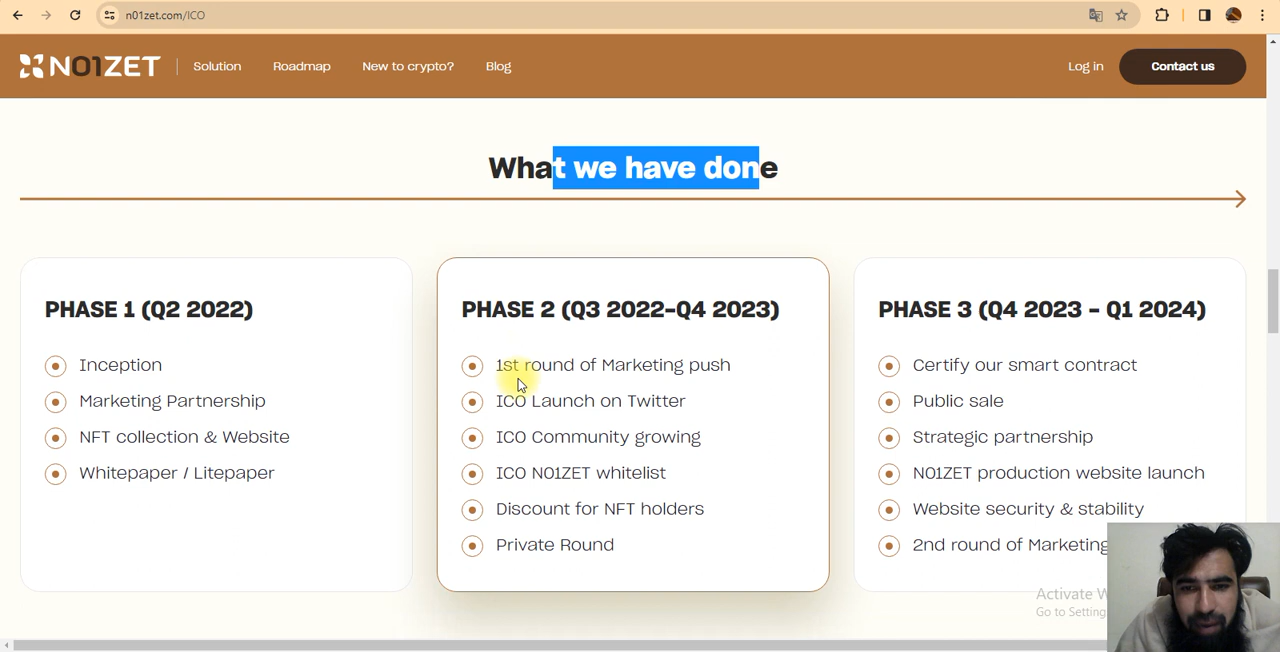 n01zet.com/ICO
N01ZET
Solution
Roadmap
New to crypto?
Blog
Log in
Contact us
What we have done
PHASE 1 (Q2 2022)
Inception
Marketing Partnership
NFT collection & Website
Whitepaper / Litepaper
PHASE 2 (Q3 2022-Q4 2023)
1st round of Marketing push
ICO Launch on Twitter
ICO Community growing
ICO N01ZET whitelist
Discount for NFT holders
Private Round
PHASE 3 (Q4 2023 - Q1 2024)
Certify our smart contract
Public sale
Strategic partnership
N01ZET production website launch
Website security & stability
2nd round of Marketing
Activate W
Go to Setting